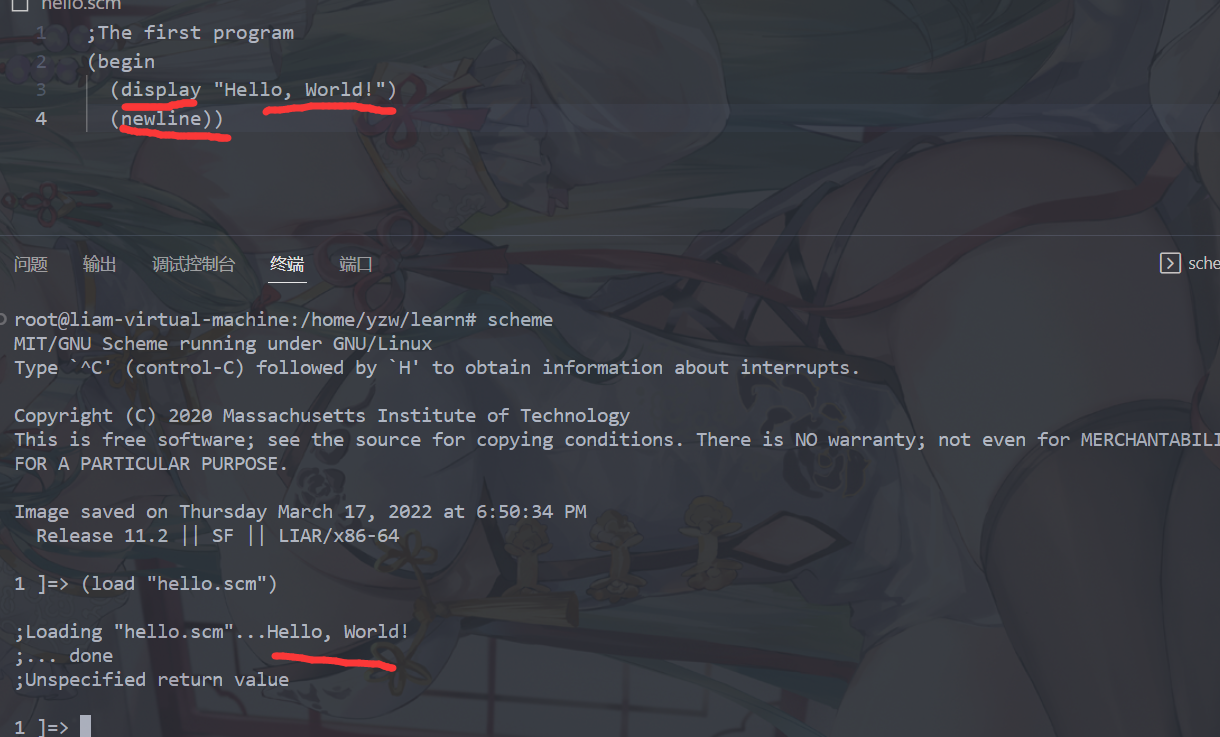 hello.scm
1 ;The first program
2 (begin
3 (display "Hello, World!")
4 (newline))
问题 输出 调试控制台 终端 端口
sche
root@liam-virtual-machine:/home/yzw/learn# scheme
MIT/GNU Scheme running under GNU/Linux
Type `^C' (control-C) followed by `H' to obtain information about interrupts.
Copyright (C) 2020 Massachusetts Institute of Technology
This is free software; see the source for copying conditions. There is NO warranty; not even for MERCHANTABILI
FOR A PARTICULAR PURPOSE.
Image saved on Thursday March 17, 2022 at 6:50:34 PM
Release 11.2 || SF || LIAR/x86-64
1 ]=> (load "hello.scm")
;Loading "hello.scm"...Hello, World!
;... done
;Unspecified return value
1 ]=>